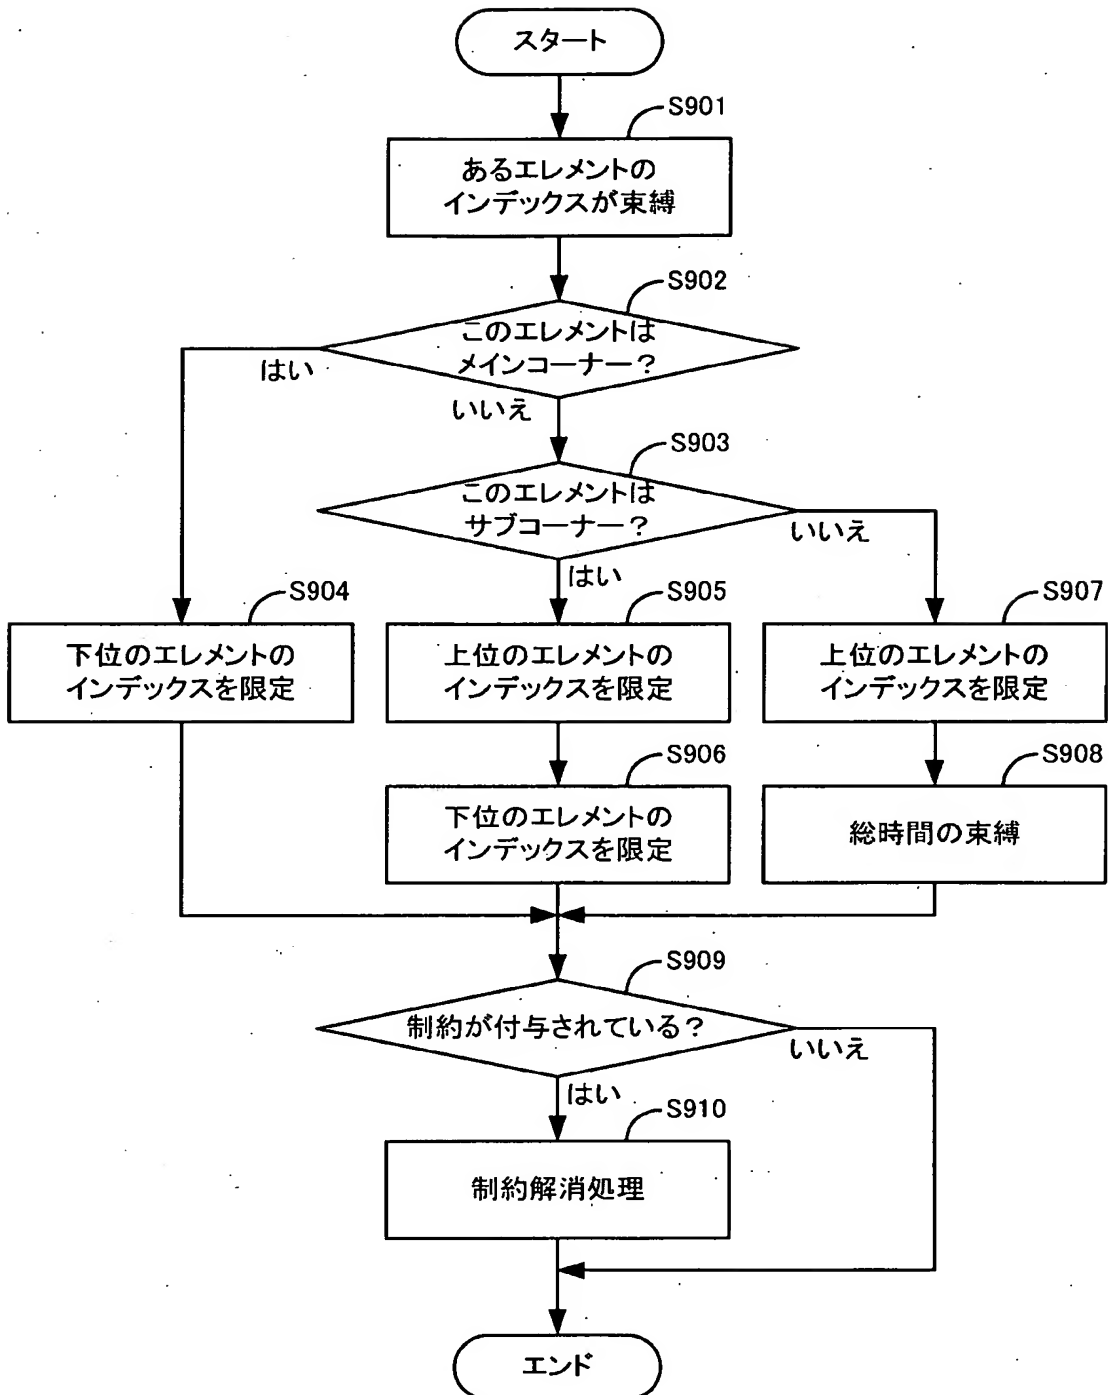 スタート
S901
あるエレメントの
インデックスが束縛
S902
このエレメントは
メインコーナー?
はい
いいえ
S903
このエレメントは
サブコーナー?
いいえ
はい
S904
下位のエレメントの
インデックスを限定
S905
上位のエレメントの
インデックスを限定
S907
上位のエレメントの
インデックスを限定
S906
下位のエレメントの
インデックスを限定
S908
総時間の束縛
S909
制約が付与されている?
いいえ
はい
S910
制約解消処理
エンド